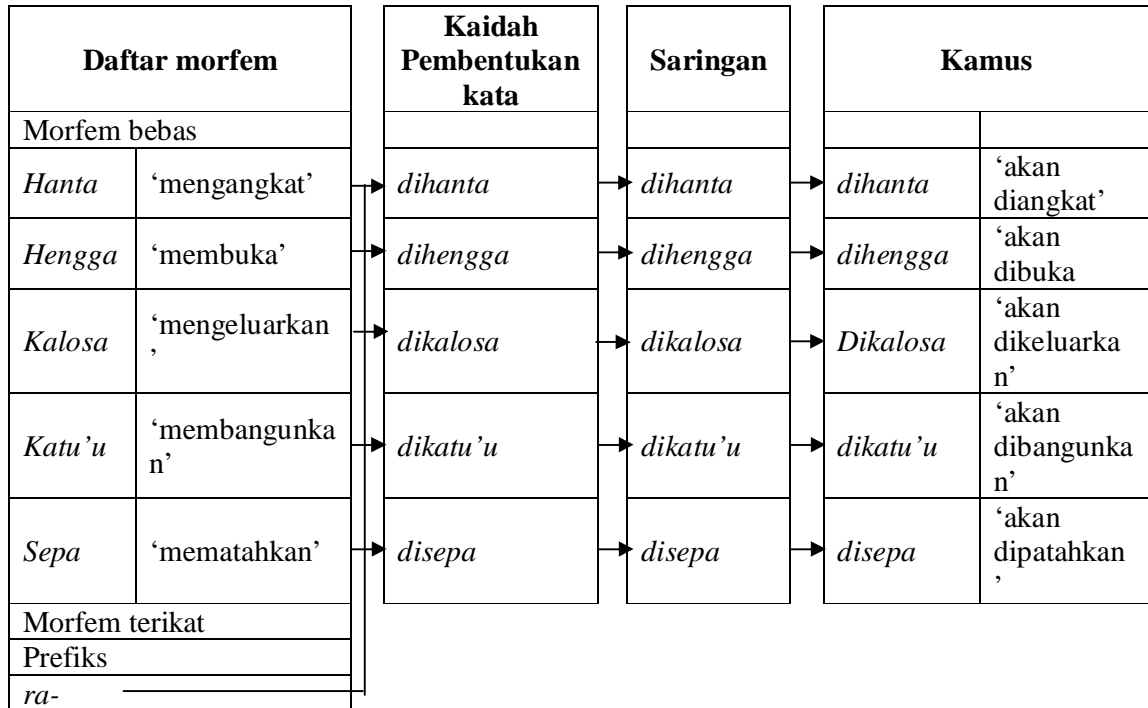 Daftar morfem
Kaidah
Pembentukan
kata
Saringan
Kamus
Morfem bebas
Hanta ‘mengangkat’ dihanta dihanta dihanta ‘akan
diangkat’
Hengga ‘membuka’ dihengga dihengga dihengga ‘akan
dibuka
Kalosa ‘mengeluarkan
’ dikalosa dikalosa Dikalosa ‘akan
dikeluarka
n’
Katu’u ‘membangunka
n’ dikatu’u dikatu’u dikatu’u ‘akan
dibangunka
n’
Sepa ‘mematahkan’ disepa disepa disepa ‘akan
dipatahkan
’
Morfem terikat
Prefiks
ra-